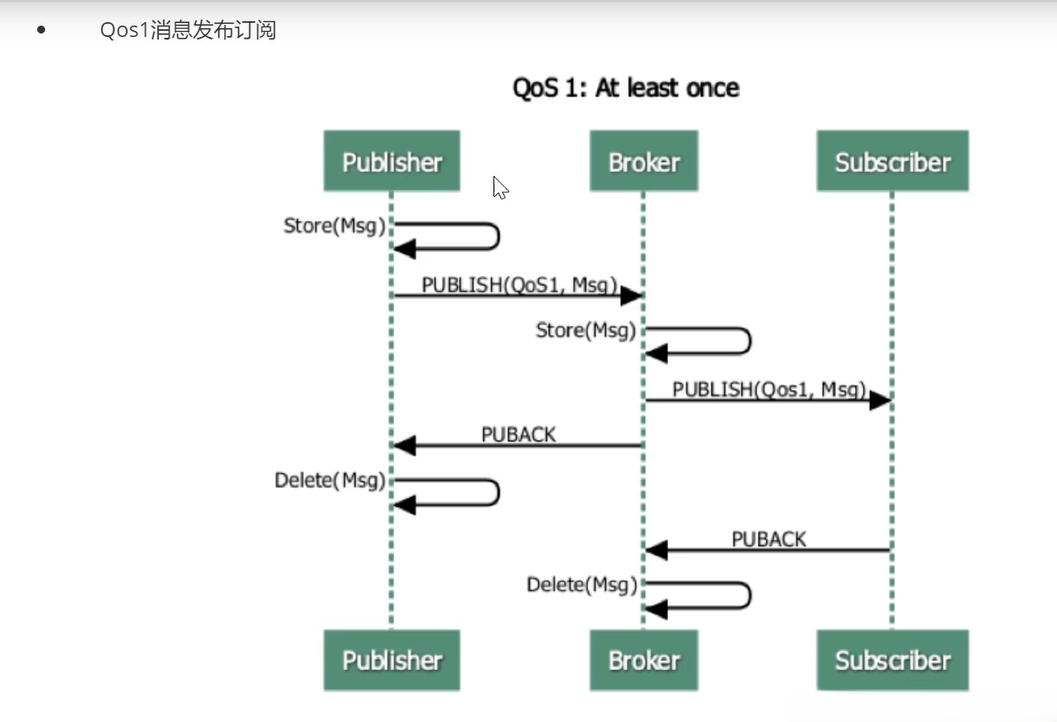 Qos1消息发布订阅
QoS 1: At least once
Publisher Broker Subscriber
Store(Msg)
PUBLISH(QoS1, Msg)
Store(Msg)
PUBLISH(Qos1, Msg)
PUBACK
Delete(Msg)
PUBACK
Delete(Msg)
Publisher Broker Subscriber